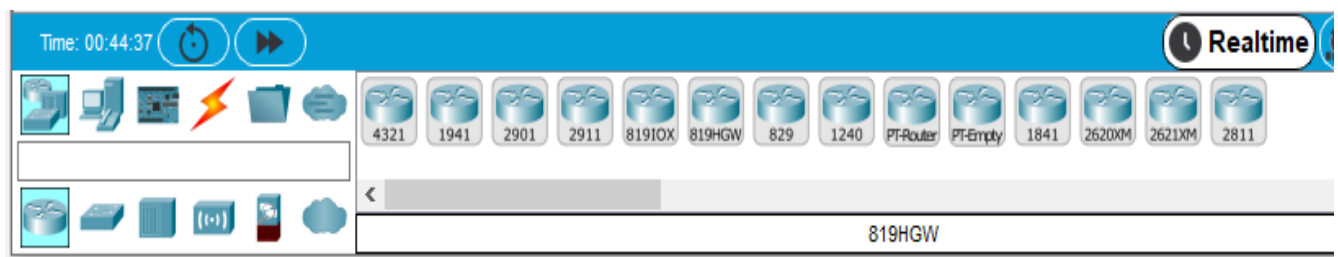 Time: 00:44:37
Realtime
4321 1941 2901 2911 819IOX 819HGW 829 1240 PT-Router PT-Empty 1841 2620XM 2621XM 2811
819HGW